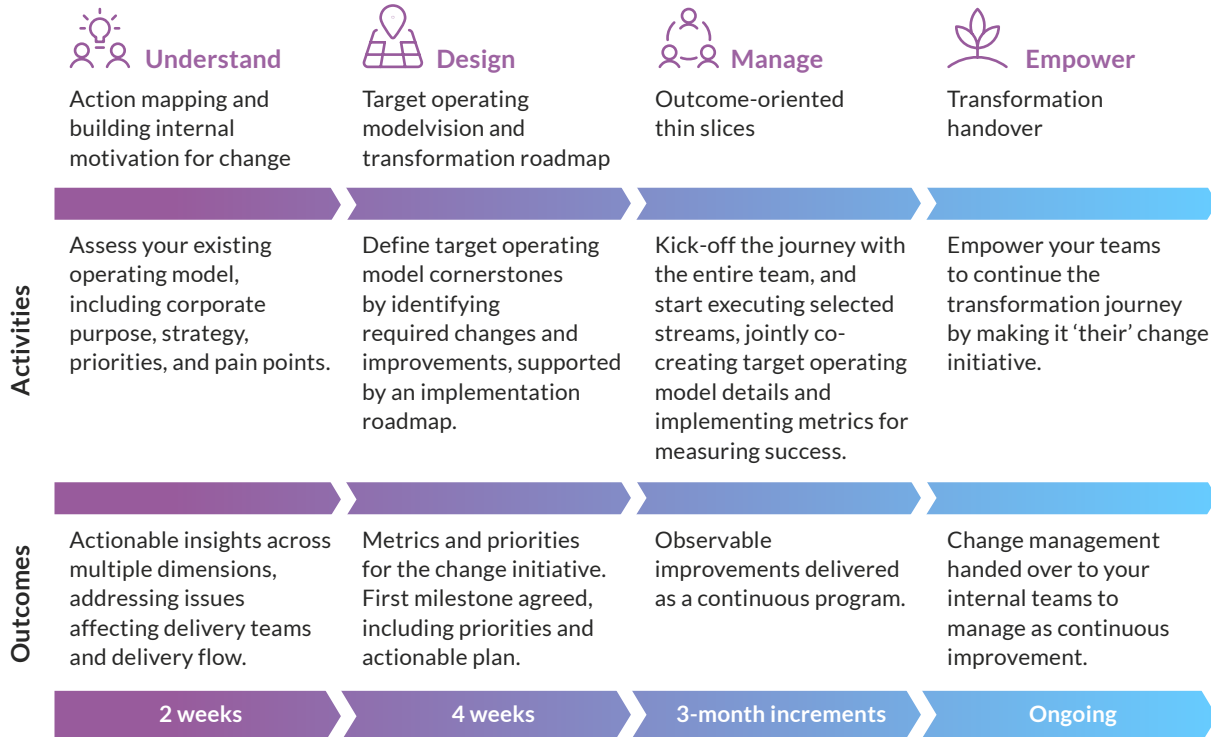 Understand
Action mapping and
building internal
motivation for change
Design
Target operating
modelvision and
transformation roadmap
Manage
Outcome-oriented
thin slices
Empower
Transformation
handover
Activities
Assess your existing
operating model,
including corporate
purpose, strategy,
priorities, and pain points.
Define target operating
model cornerstones
by identifying
required changes and
improvements, supported
by an implementation
roadmap.
Kick-off the journey with
the entire team, and
start executing selected
streams, jointly co-
creating target operating
model details and
implementing metrics for
measuring success.
Empower your teams
to continue the
transformation journey
by making it ‘their’ change
initiative.
Outcomes
Actionable insights across
multiple dimensions,
addressing issues
affecting delivery teams
and delivery flow.
Metrics and priorities
for the change initiative.
First milestone agreed,
including priorities and
actionable plan.
Observable
improvements delivered
as a continuous program.
Change management
handed over to your
internal teams to
manage as continuous
improvement.
2 weeks
4 weeks
3-month increments
Ongoing